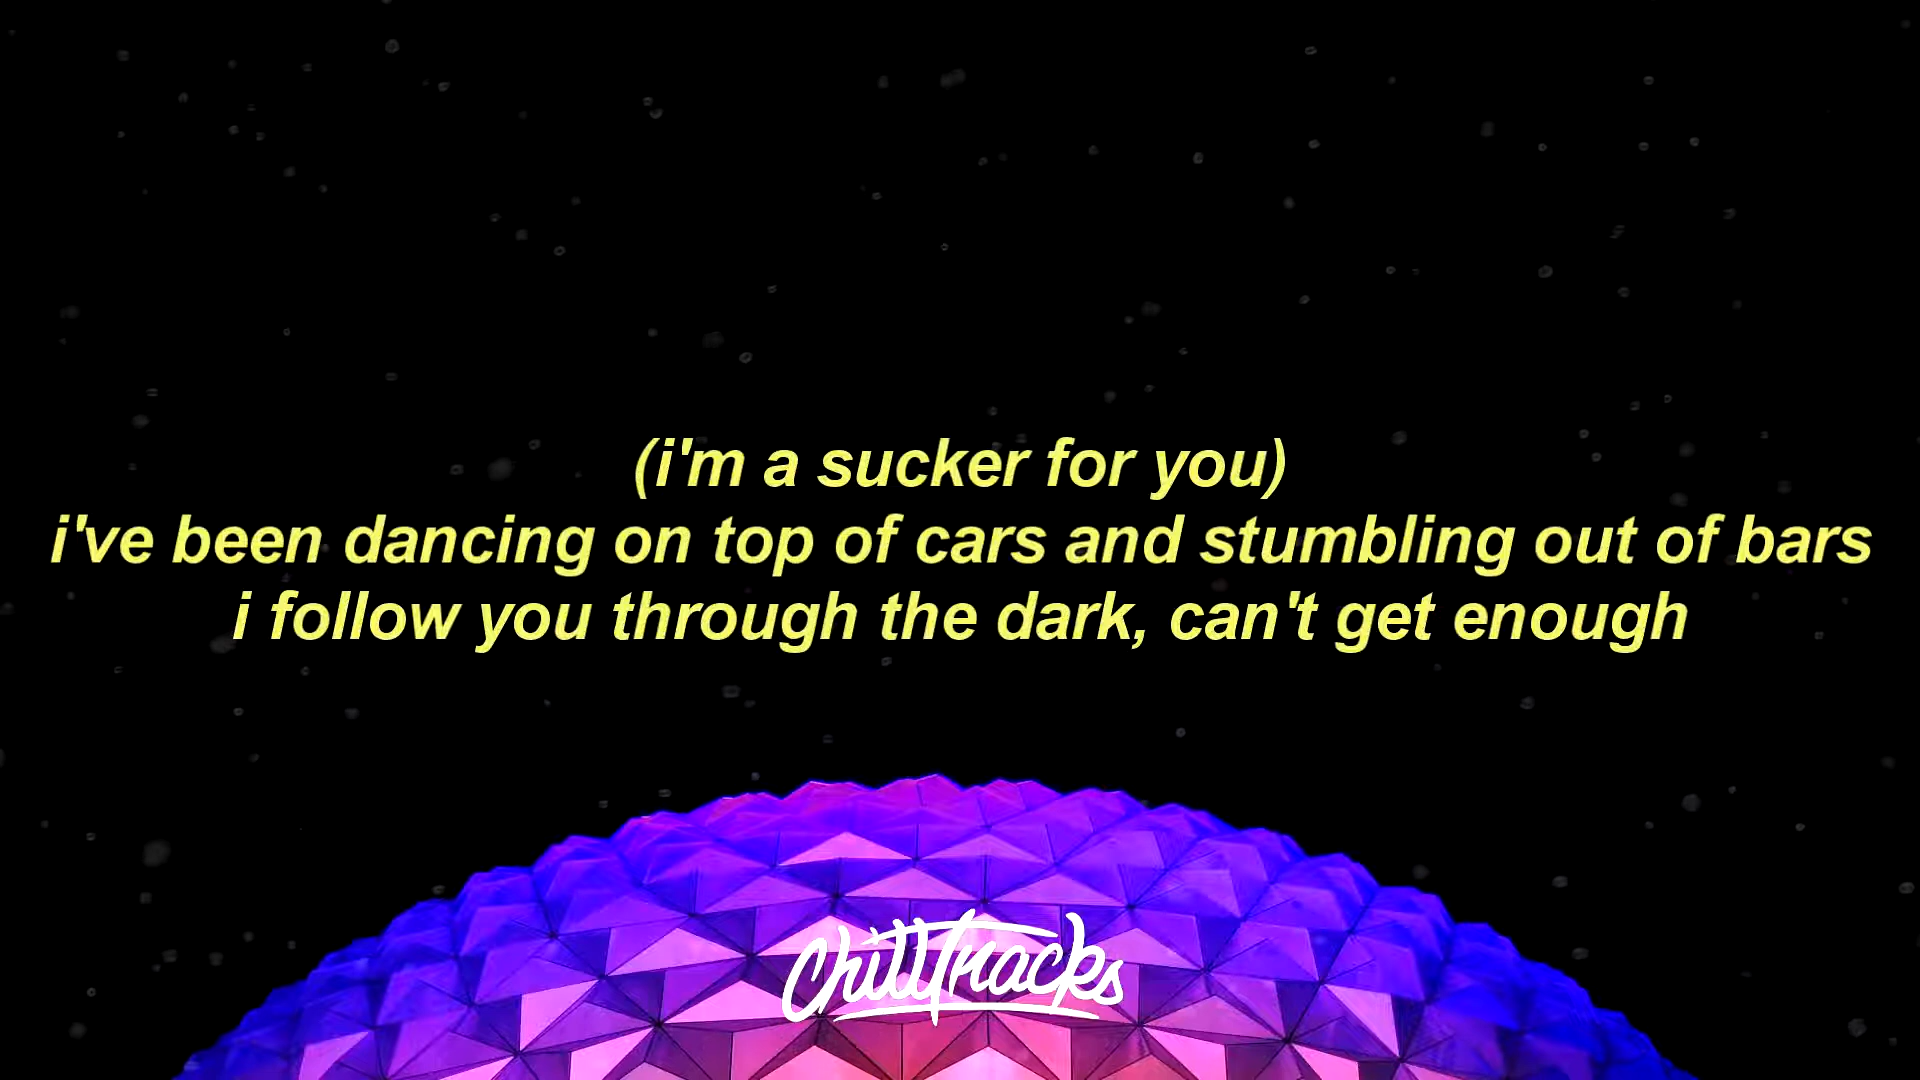 (i'm a sucker for you)
i've been dancing on top of cars and stumbling out of bars
i follow you through the dark, can't get enough
ChillTracks